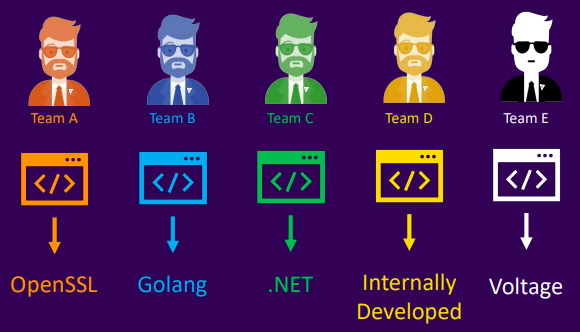 Team A
Team B
Team C
Team D
Team E
</>
</>
</>
</>
</>
OpenSSL
Golang
.NET
Internally
Developed
Voltage